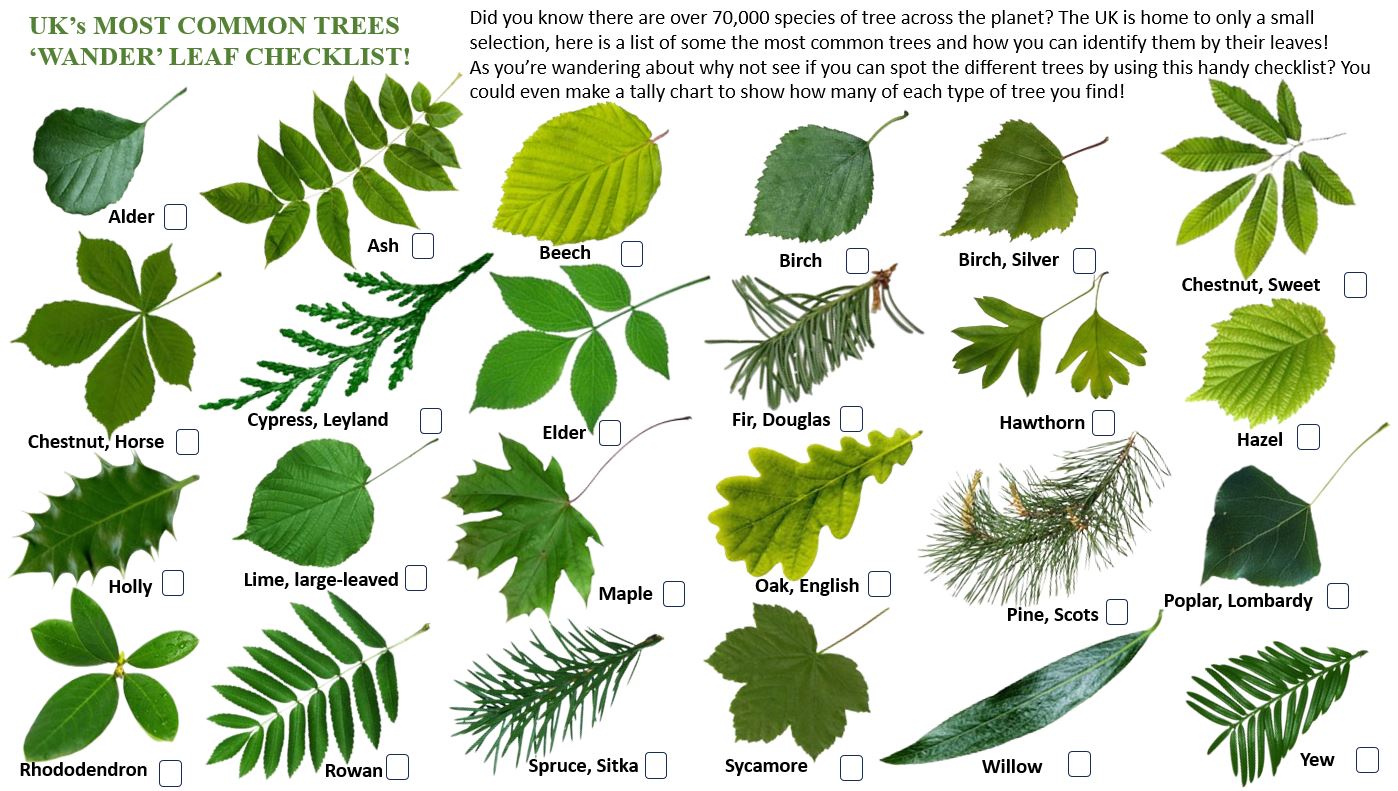 UK's MOST COMMON TREES
'WANDER' LEAF CHECKLIST!
Did you know there are over 70,000 species of tree across the planet? The UK is home to only a small
selection, here is a list of some the most common trees and how you can identify them by their leaves!
As you're wandering about why not see if you can spot the different trees by using this handy checklist? You
could even make a tally chart to show how many of each type of tree you find!
Alder
Ash
Beech
Birch
Birch, Silver
Chestnut, Sweet
Chestnut, Horse
Cypress, Leyland
Elder
Fir, Douglas
Hawthorn
Hazel
Holly
Lime, large-leaved
Maple
Oak, English
Pine, Scots
Poplar, Lombardy
Rhododendron
Rowan
Spruce, Sitka
Sycamore
Willow
Yew